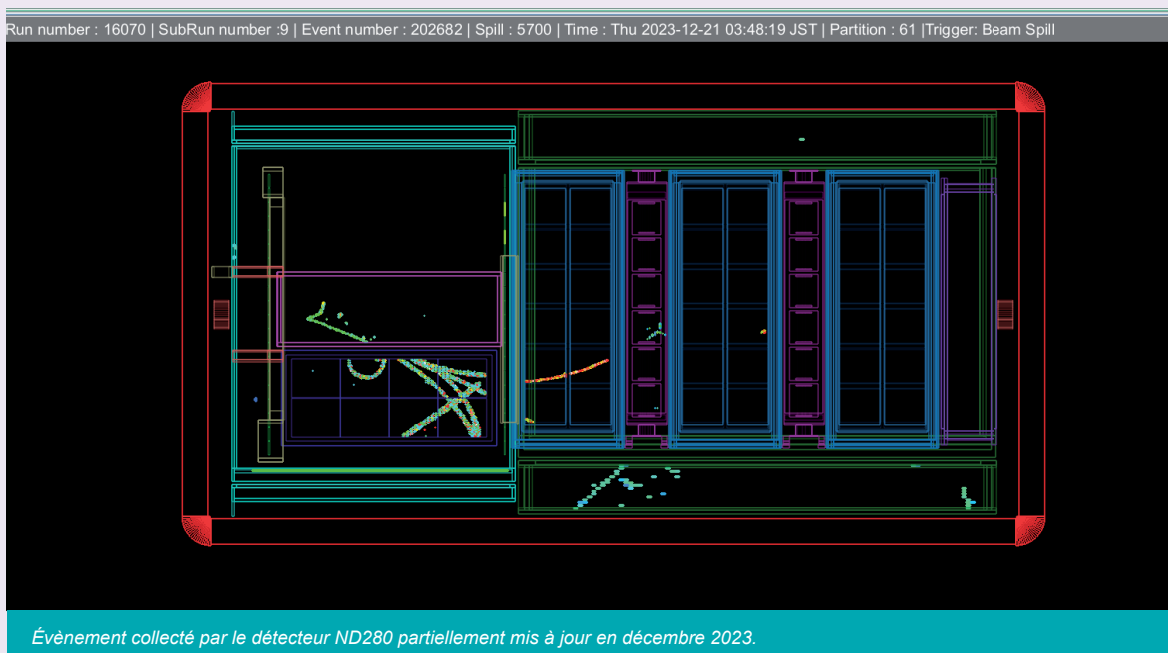 Run number : 16070 | SubRun number :9 | Event number : 202682 | Spill : 5700 | Time : Thu 2023-12-21 03:48:19 JST | Partition : 61 |Trigger: Beam Spill
Évènement collecté par le détecteur ND280 partiellement mis à jour en décembre 2023.